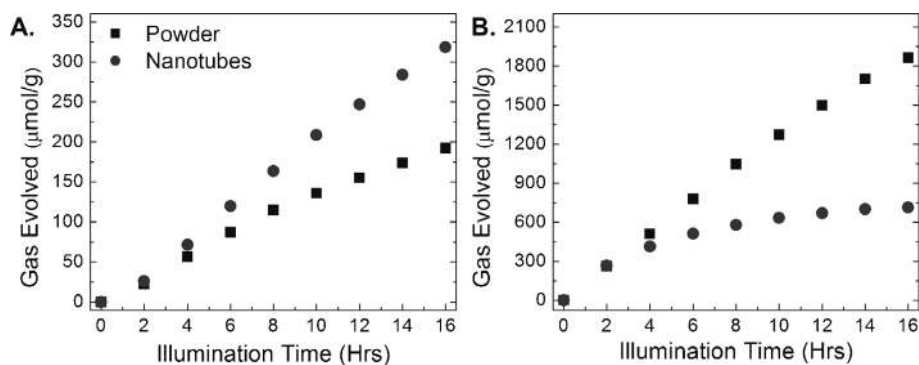 A.
Powder
Nanotubes
350
300
250
200
150
100
50
0
Gas Evolved (µmol/g)
0 2 4 6 8 10 12 14 16
Illumination Time (Hrs)
B.
2100
1800
1500
1200
900
600
300
0
Gas Evolved (µmol/g)
0 2 4 6 8 10 12 14 16
Illumination Time (Hrs)